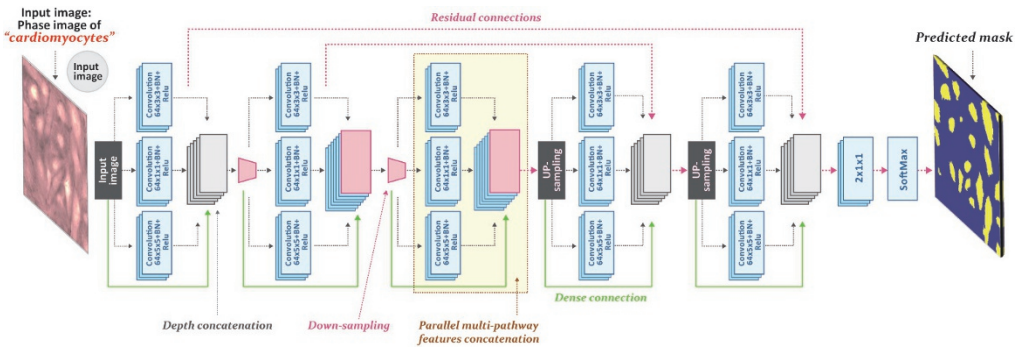 Input image:
Phase image of
"cardiomyocytes"
Input
image
Residual connections
Predicted mask
Input
image
Convolution
64x3x3+BN+
Relu
Convolution
64x1x1+BN+
Relu
Convolution
64x5x5+BN+
Relu
Convolution
64x3x3+BN+
Relu
Convolution
64x1x1+BN+
Relu
Convolution
64x5x5+BN+
Relu
Convolution
64x3x3+BN+
Relu
Convolution
64x1x1+BN+
Relu
Convolution
64x5x5+BN+
Relu
UP-
sampling
Convolution
64x3x3+BN+
Relu
Convolution
64x1x1+BN+
Relu
Convolution
64x5x5+BN+
Relu
UP-
sampling
Convolution
64x3x3+BN+
Relu
Convolution
64x1x1+BN+
Relu
Convolution
64x5x5+BN+
Relu
2x1x1
SoftMax
Dense connection
Depth concatenation
Down-sampling
Parallel multi-pathway
features concatenation